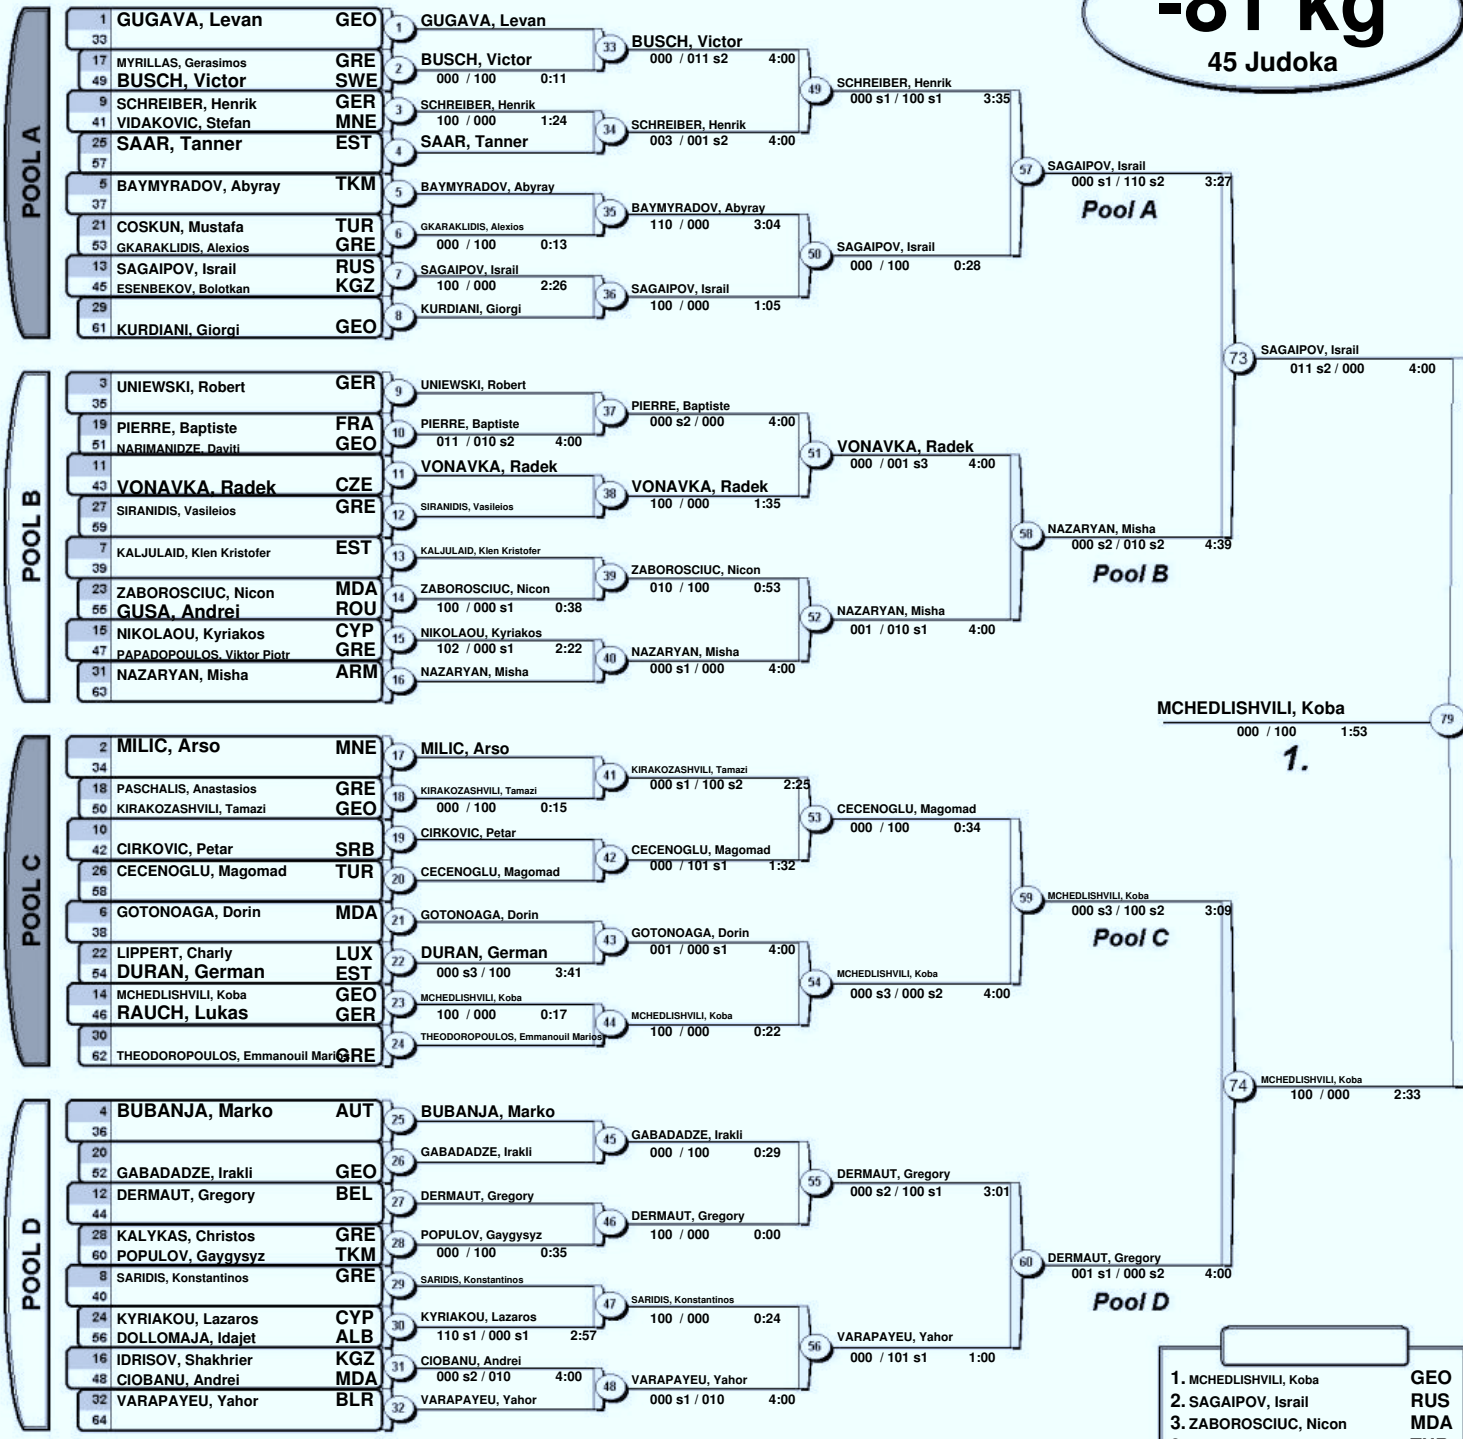 -81 kg
45 Judoka
POOL A
1 GUGAVA, Levan GEO
33
17 MYRILLAS, Gerasimos GRE
49 BUSCH, Victor SWE
9 SCHREIBER, Henrik GER
41 VIDAKOVIC, Stefan MNE
25 SAAR, Tanner EST
57
5 BAYMYRADOV, Abyray TKM
37
21 COSKUN, Mustafa TUR
53 GKARAKLIDIS, Alexios GRE
13 SAGAIPOV, Israil RUS
45 ESENBEKOV, Bolotkan KGZ
29
61 KURDIANI, Giorgi GEO
1 GUGAVA, Levan
2 BUSCH, Victor
000 / 100 0:11
3 SCHREIBER, Henrik
100 / 000 1:24
4 SAAR, Tanner
5 BAYMYRADOV, Abyray
6 GKARAKLIDIS, Alexios
000 / 100 0:13
7 SAGAIPOV, Israil
100 / 000 2:26
8 KURDIANI, Giorgi
33 BUSCH, Victor
000 / 011 s2 4:00
34 SCHREIBER, Henrik
003 / 001 s2 4:00
35 BAYMYRADOV, Abyray
110 / 000 3:04
36 SAGAIPOV, Israil
100 / 000 1:05
49 SCHREIBER, Henrik
000 s1 / 100 s1 3:35
50 SAGAIPOV, Israil
000 / 100 0:28
57 SAGAIPOV, Israil
000 s1 / 110 s2 3:27
Pool A
POOL B
3 UNIEWSKI, Robert GER
35
19 PIERRE, Baptiste FRA
51 NARIMANIDZE, Daviti GEO
11
43 VONAVKA, Radek CZE
27 SIRANIDIS, Vasileios GRE
59
7 KALJULAID, Klen Kristofer EST
39
23 ZABOROSCIUC, Nicon MDA
55 GUSA, Andrei ROU
15 NIKOLAOU, Kyriakos CYP
47 PAPADOPOULOS, Viktor Piotr GRE
31 NAZARYAN, Misha ARM
63
9 UNIEWSKI, Robert
10 PIERRE, Baptiste
011 / 010 s2 4:00
11 VONAVKA, Radek
12 SIRANIDIS, Vasileios
13 KALJULAID, Klen Kristofer
14 ZABOROSCIUC, Nicon
100 / 000 s1 0:38
15 NIKOLAOU, Kyriakos
102 / 000 s1 2:22
16 NAZARYAN, Misha
37 PIERRE, Baptiste
000 s2 / 000 4:00
38 VONAVKA, Radek
100 / 000 1:35
39 ZABOROSCIUC, Nicon
010 / 100 0:53
40 NAZARYAN, Misha
000 s1 / 000 4:00
51 VONAVKA, Radek
000 / 001 s3 4:00
52 NAZARYAN, Misha
001 / 010 s1 4:00
58 NAZARYAN, Misha
000 s2 / 010 s2 4:39
Pool B
73 SAGAIPOV, Israil
011 s2 / 000 4:00
MCHEDLISHVILI, Koba 79
000 / 100 1:53
1.
POOL C
2 MILIC, Arso MNE
34
18 PASCHALIS, Anastasios GRE
50 KIRAKOZASHVILI, Tamazi GEO
10
42 CIRKOVIC, Petar SRB
26 CECENOGLU, Magomad TUR
58
6 GOTONOAGA, Dorin MDA
38
22 LIPPERT, Charly LUX
54 DURAN, German EST
14 MCHEDLISHVILI, Koba GEO
46 RAUCH, Lukas GER
30
62 THEODOROPOULOS, Emmanouil Marios GRE
17 MILIC, Arso
18 KIRAKOZASHVILI, Tamazi
000 / 100 0:15
19 CIRKOVIC, Petar
20 CECENOGLU, Magomad
21 GOTONOAGA, Dorin
22 DURAN, German
000 s3 / 100 3:41
23 MCHEDLISHVILI, Koba
100 / 000 0:17
24 THEODOROPOULOS, Emmanouil Marios
41 KIRAKOZASHVILI, Tamazi
000 s1 / 100 s2 2:25
42 CECENOGLU, Magomad
000 / 101 s1 1:32
43 GOTONOAGA, Dorin
001 / 000 s1 4:00
44 MCHEDLISHVILI, Koba
100 / 000 0:22
53 CECENOGLU, Magomad
000 / 100 0:34
54 MCHEDLISHVILI, Koba
000 s3 / 000 s2 4:00
59 MCHEDLISHVILI, Koba
000 s3 / 100 s2 3:09
Pool C
POOL D
4 BUBANJA, Marko AUT
36
20
52 GABADADZE, Irakli GEO
12 DERMAUT, Gregory BEL
44
28 KALYKAS, Christos GRE
60 POPULOV, Gaygysyz TKM
8 SARIDIS, Konstantinos GRE
40
24 KYRIAKOU, Lazaros CYP
56 DOLLOMAJA, Idajet ALB
16 IDRISOV, Shakhrier KGZ
48 CIOBANU, Andrei MDA
32 VARAPAYEU, Yahor BLR
64
25 BUBANJA, Marko
26 GABADADZE, Irakli
27 DERMAUT, Gregory
28 POPULOV, Gaygysyz
000 / 100 0:35
29 SARIDIS, Konstantinos
30 KYRIAKOU, Lazaros
110 s1 / 000 s1 2:57
31 CIOBANU, Andrei
000 s2 / 010 4:00
32 VARAPAYEU, Yahor
45 GABADADZE, Irakli
000 / 100 0:29
46 DERMAUT, Gregory
100 / 000 0:00
47 SARIDIS, Konstantinos
100 / 000 0:24
48 VARAPAYEU, Yahor
000 s1 / 010 4:00
55 DERMAUT, Gregory
000 s2 / 100 s1 3:01
56 VARAPAYEU, Yahor
000 / 101 s1 1:00
60 DERMAUT, Gregory
001 s1 / 000 s2 4:00
Pool D
74 MCHEDLISHVILI, Koba
100 / 000 2:33
1. MCHEDLISHVILI, Koba GEO
2. SAGAIPOV, Israil RUS
3. ZABOROSCIUC, Nicon MDA